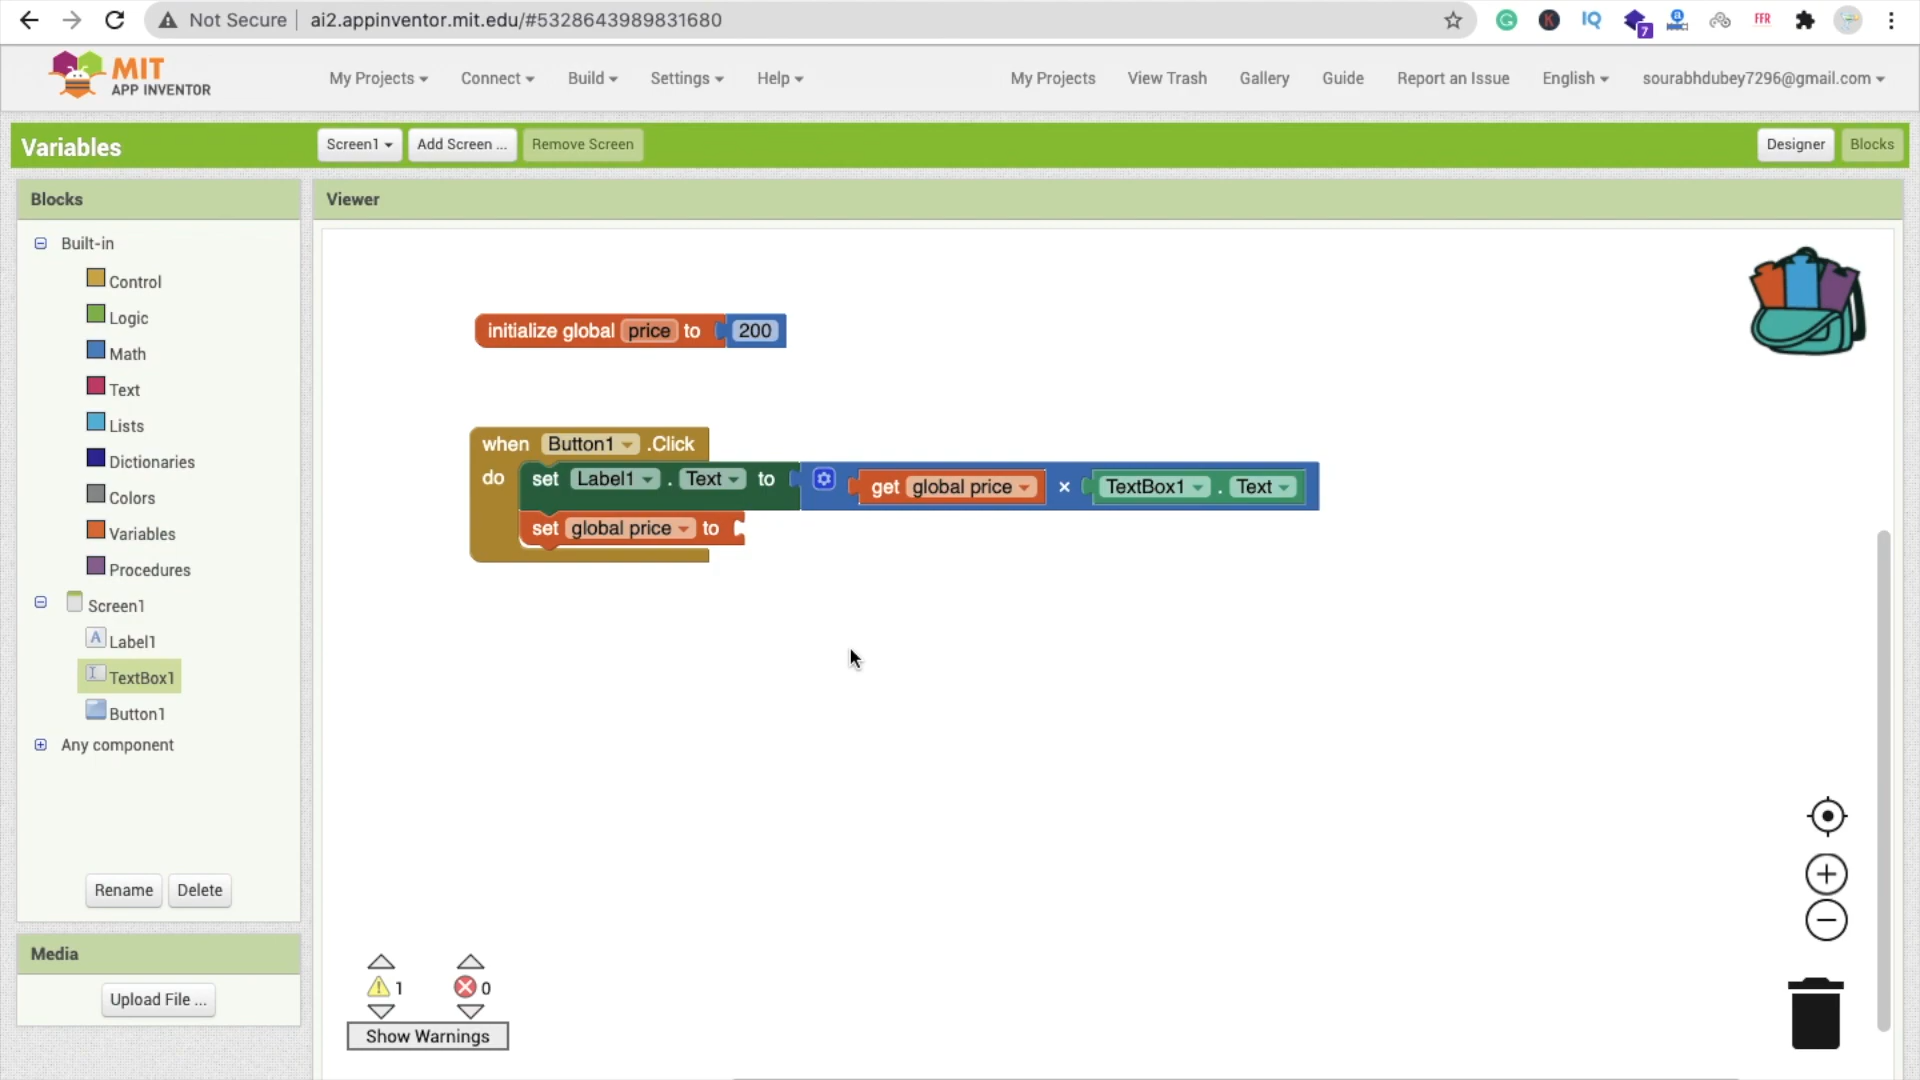 Not Secure ai2.appinventor.mit.edu/#5328643989831680
IQ 7 a FFR
MIT APP INVENTOR
My Projects Connect Build Settings Help My Projects View Trash Gallery Guide Report an Issue English sourabhdubey7296@gmail.com
Variables Screen1 Add Screen ... Remove Screen Designer Blocks
Blocks
Viewer
Built-in
Control
Logic
Math
Text
Lists
Dictionaries
Colors
Variables
Procedures
Screen1
Label1
TextBox1
Button1
Any component
Rename Delete
Media
Upload File ...
initialize global price to 200
when Button1 .Click
do set Label1 . Text to get global price × TextBox1 . Text
set global price to
1 0
Show Warnings